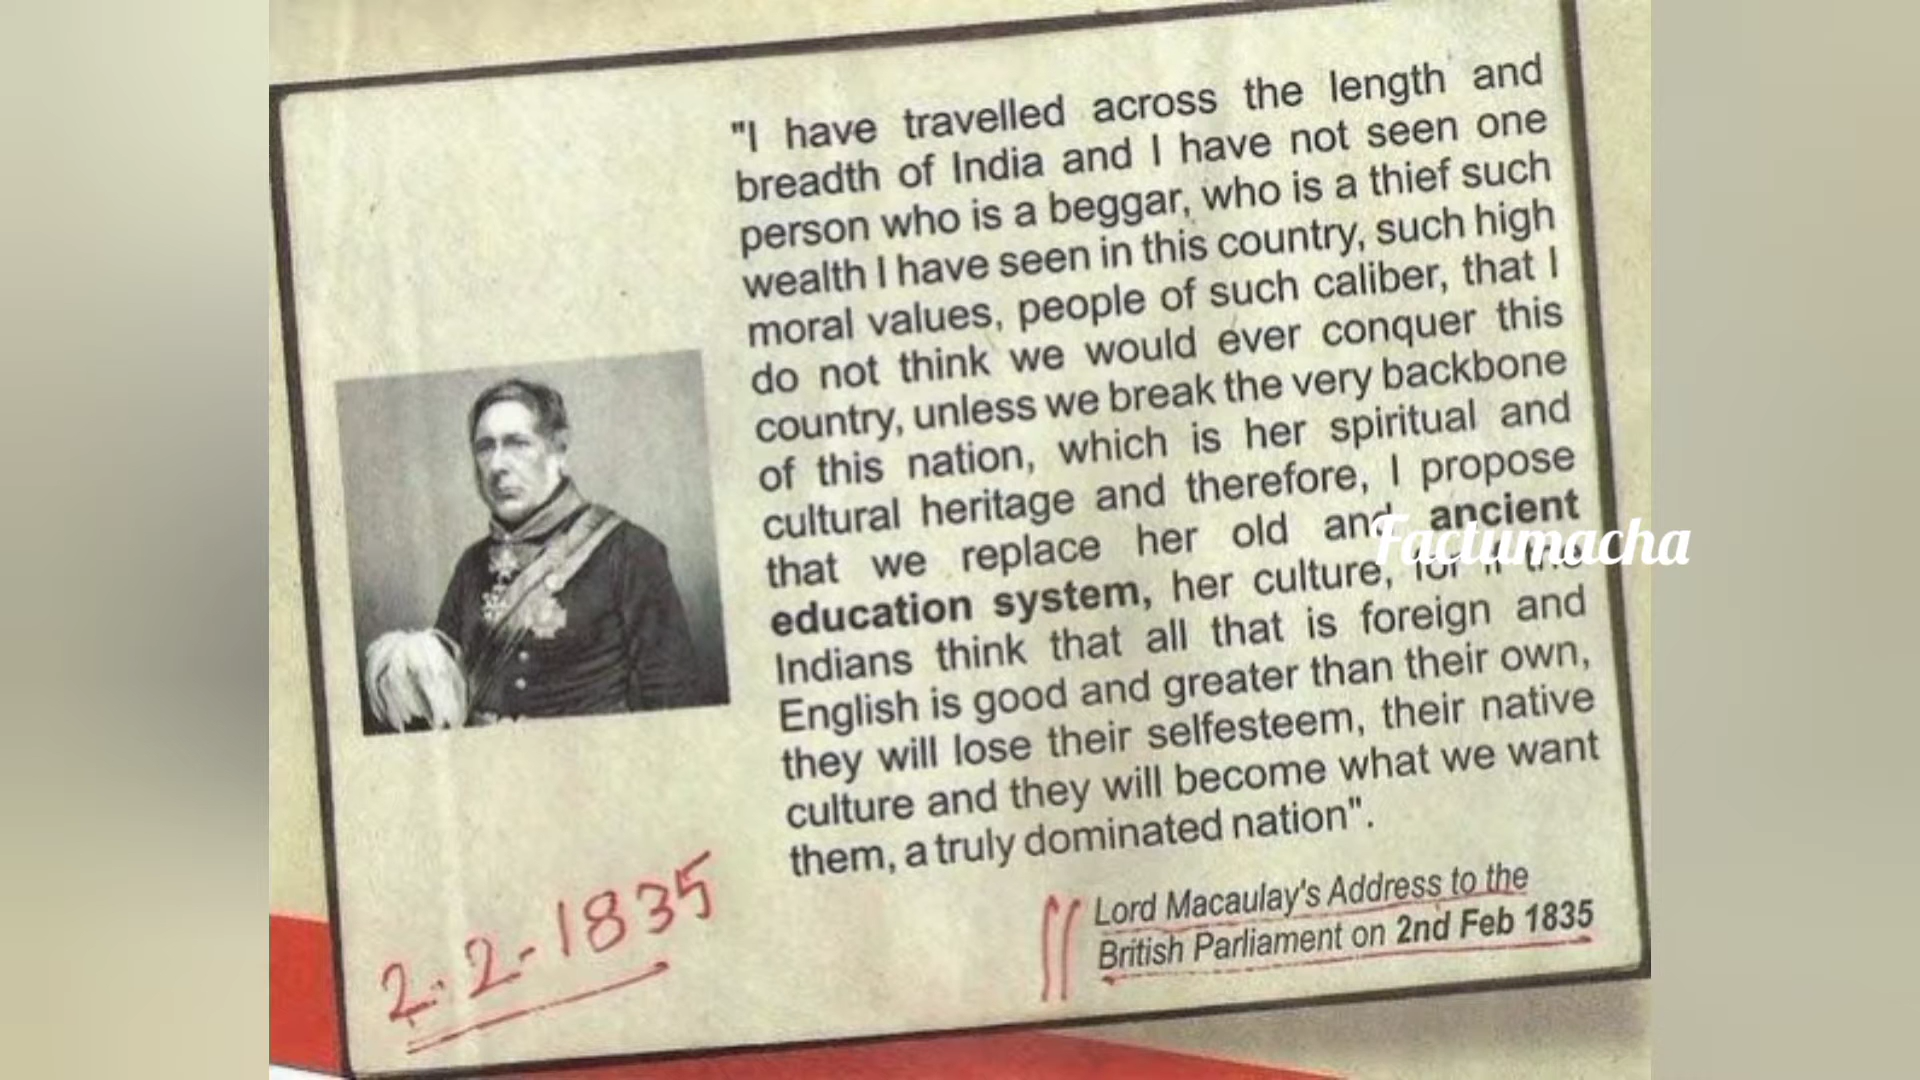 "I have travelled across the length and
breadth of India and I have not seen one
person who is a beggar, who is a thief such
wealth I have seen in this country, such high
moral values, people of such caliber, that I
do not think we would ever conquer this
country, unless we break the very backbone
of this nation, which is her spiritual and
cultural heritage and therefore, I propose
that we replace her old and ancient
education system, her culture, for if the
Indians think that all that is foreign and
English is good and greater than their own,
they will lose their selfesteem, their native
culture and they will become what we want
them, a truly dominated nation".
Lord Macaulay's Address to the
British Parliament on 2nd Feb 1835
2-2-1835
Factumacha